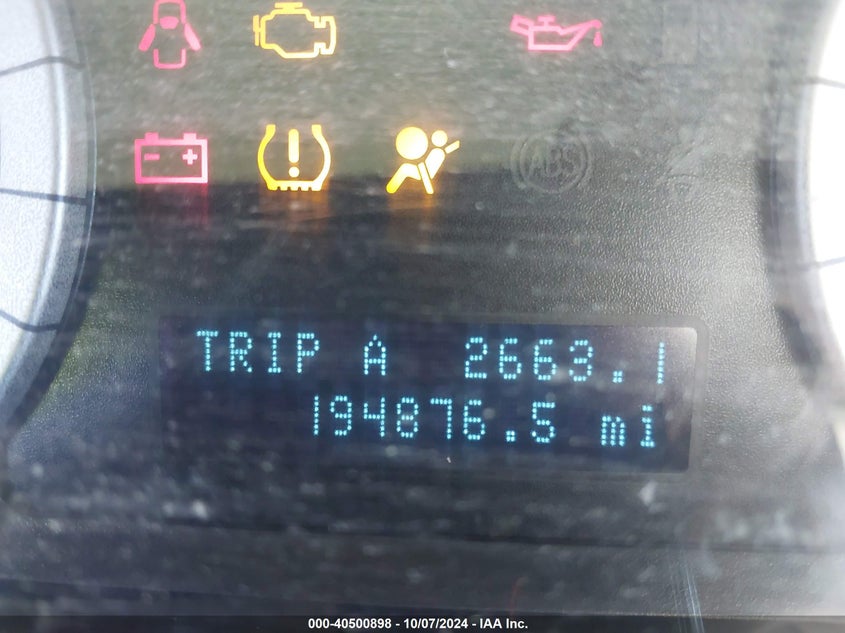 ABS
TRIP A 2663.1
194876.5 mi
000-40500898 - 10/07/2024 - IAA Inc.